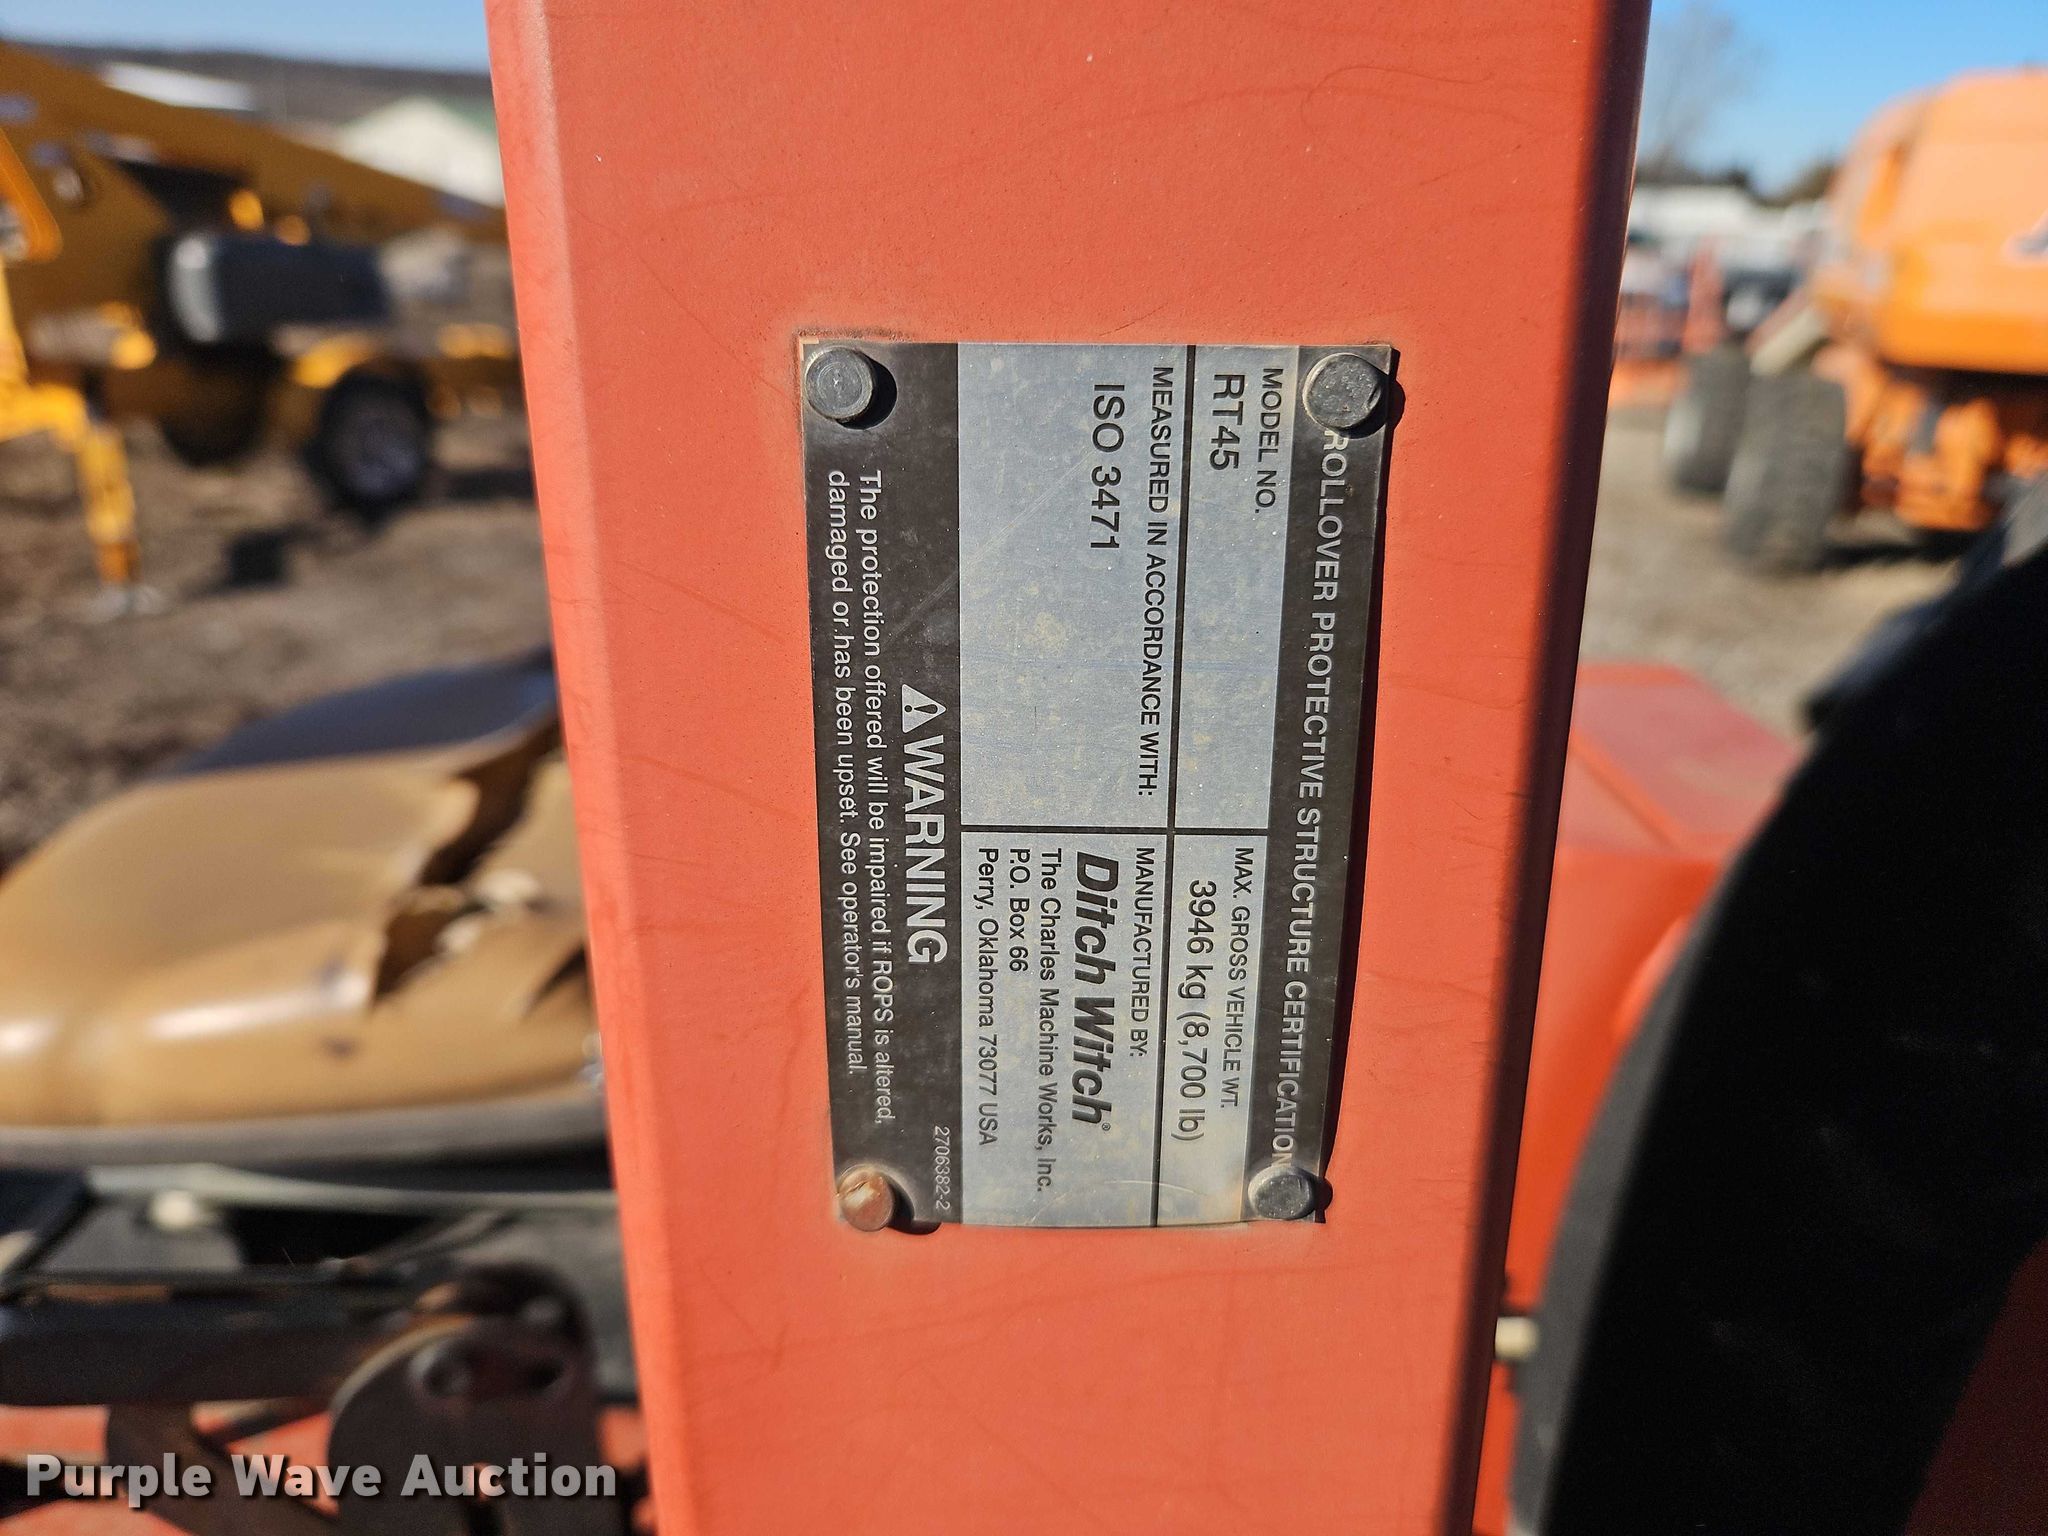 ROLLOVER PROTECTIVE STRUCTURE CERTIFICATION
MODEL NO.
RT45
MAX. GROSS VEHICLE WT.
3946 kg (8,700 lb)
MEASURED IN ACCORDANCE WITH:
ISO 3471
MANUFACTURED BY:
Ditch Witch®
The Charles Machine Works, Inc.
P.O. Box 66
Perry, Oklahoma 73077 USA
⚠WARNING
2706382-2
The protection offered will be impaired if ROPS is altered,
damaged or has been upset. See operator's manual.
Purple Wave Auction